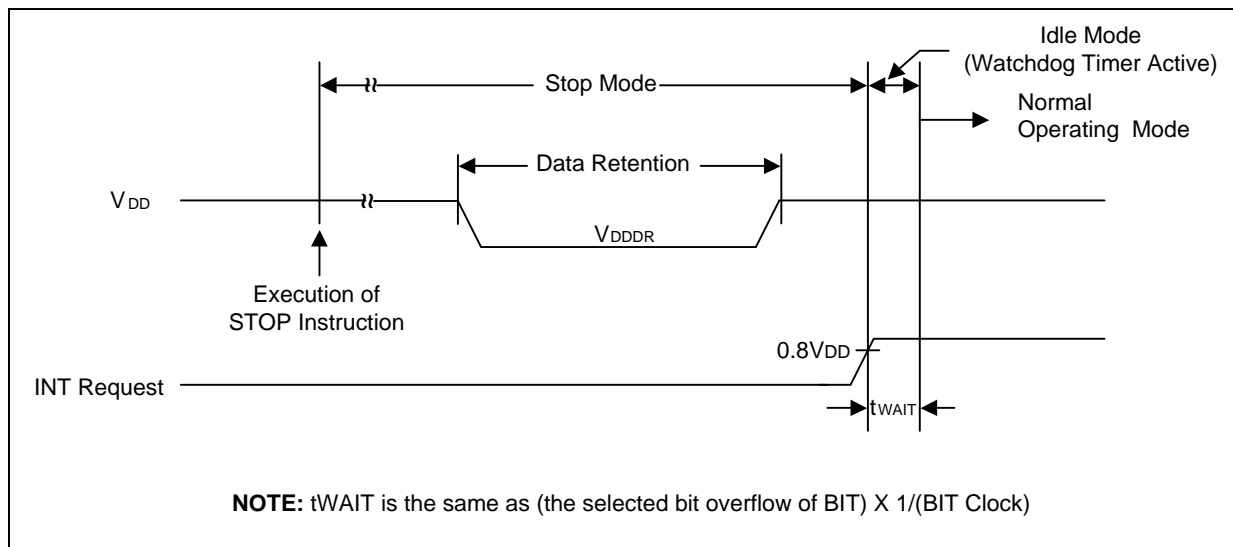 Idle Mode
(Watchdog Timer Active)
Stop Mode
Normal
Operating Mode
Data Retention
VDD
VDDDR
Execution of
STOP Instruction
0.8VDD
INT Request
tWAIT
NOTE: tWAIT is the same as (the selected bit overflow of BIT) X 1/(BIT Clock)